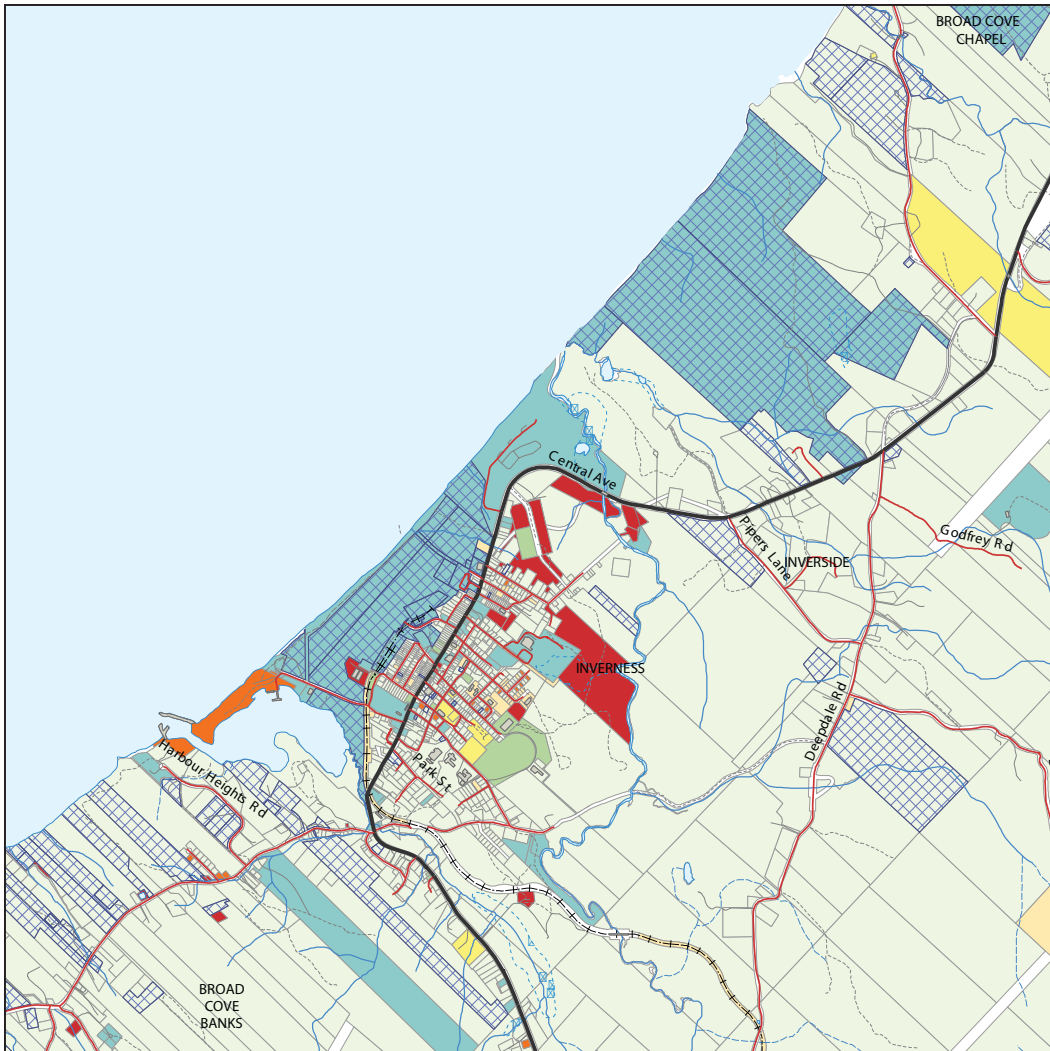 BROAD COVE
CHAPEL
Central Ave
Pipers Lane
Godfrey Rd
INVERSIDE
INVERNESS
Deepdale Rd
Harbour Heights Rd
Park St
BROAD
COVE
BANKS